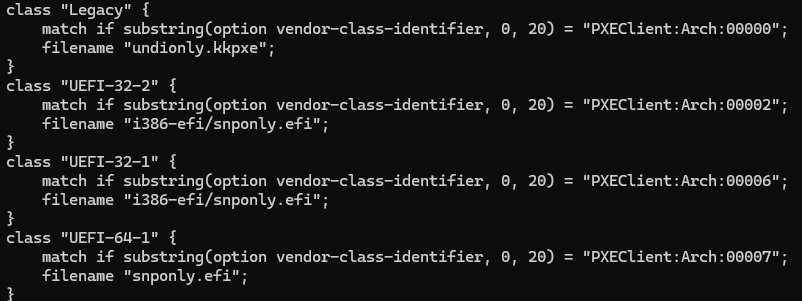 class "Legacy" {
    match if substring(option vendor-class-identifier, 0, 20) = "PXEClient:Arch:00000";
    filename "undionly.kkpxe";
}
class "UEFI-32-2" {
    match if substring(option vendor-class-identifier, 0, 20) = "PXEClient:Arch:00002";
    filename "i386-efi/snponly.efi";
}
class "UEFI-32-1" {
    match if substring(option vendor-class-identifier, 0, 20) = "PXEClient:Arch:00006";
    filename "i386-efi/snponly.efi";
}
class "UEFI-64-1" {
    match if substring(option vendor-class-identifier, 0, 20) = "PXEClient:Arch:00007";
    filename "snponly.efi";
}